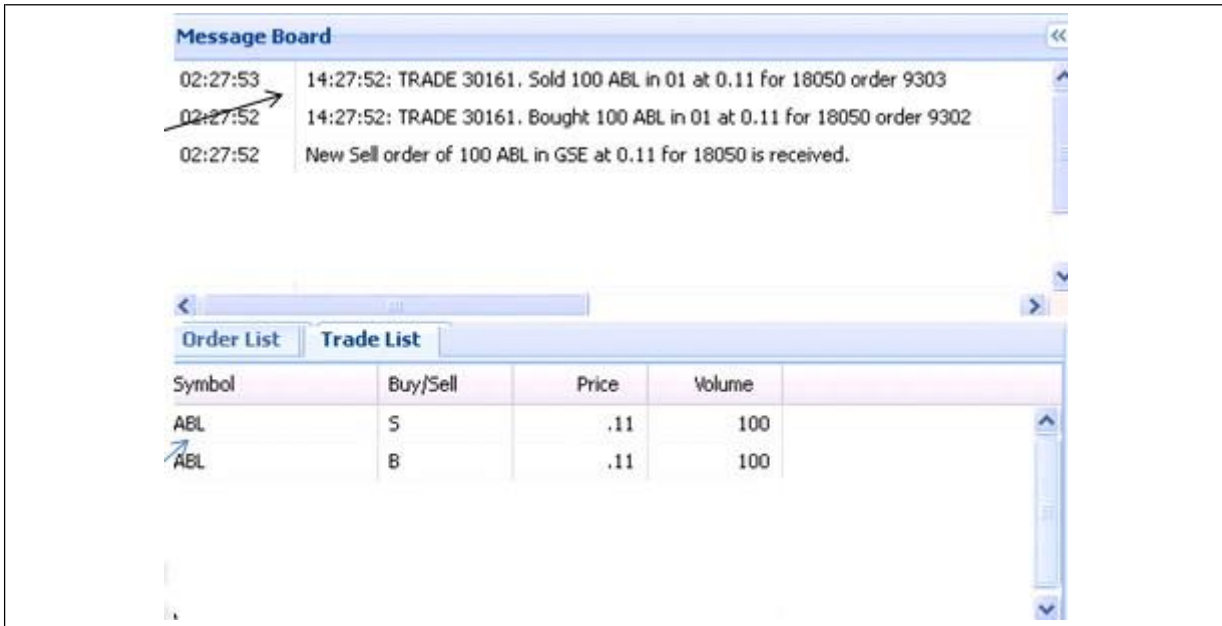 Message Board
02:27:53 14:27:52: TRADE 30161. Sold 100 ABL in 01 at 0.11 for 18050 order 9303
02:27:52 14:27:52: TRADE 30161. Bought 100 ABL in 01 at 0.11 for 18050 order 9302
02:27:52 New Sell order of 100 ABL in GSE at 0.11 for 18050 is received.
Order List Trade List
Symbol Buy/Sell Price Volume
ABL S .11 100
ABL B .11 100